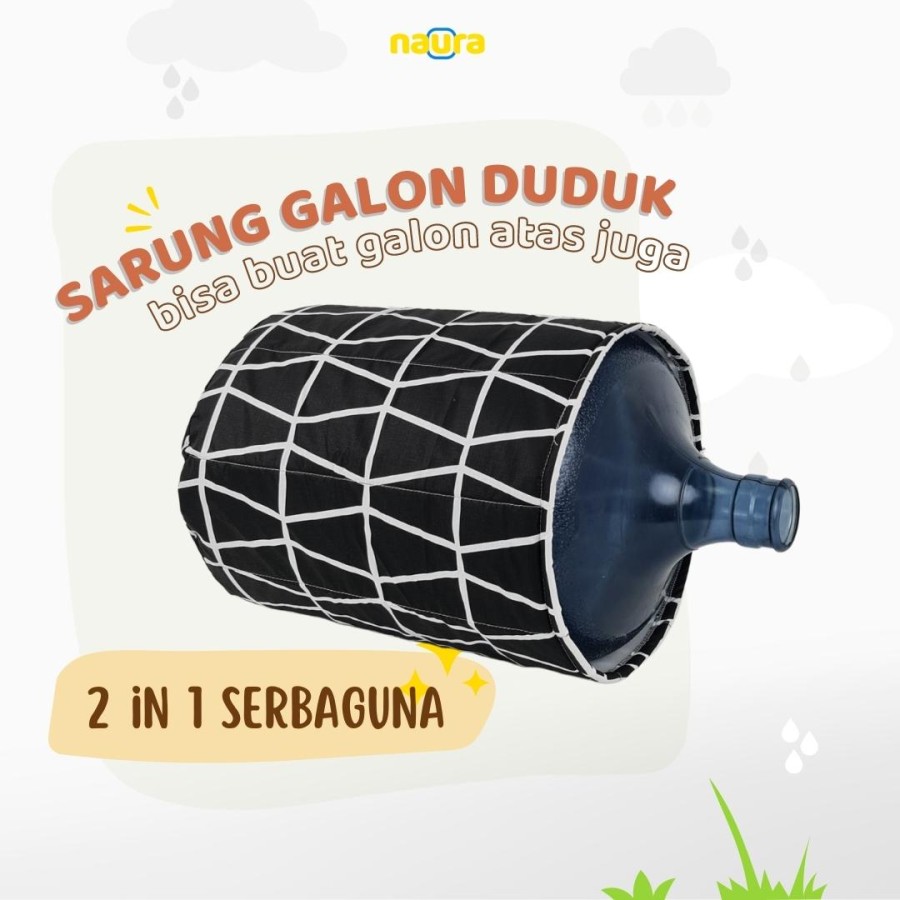 naura
SARUNG GALON DUDUK
bisa buat galon atas juga
2 iN 1 SERBAGUNA